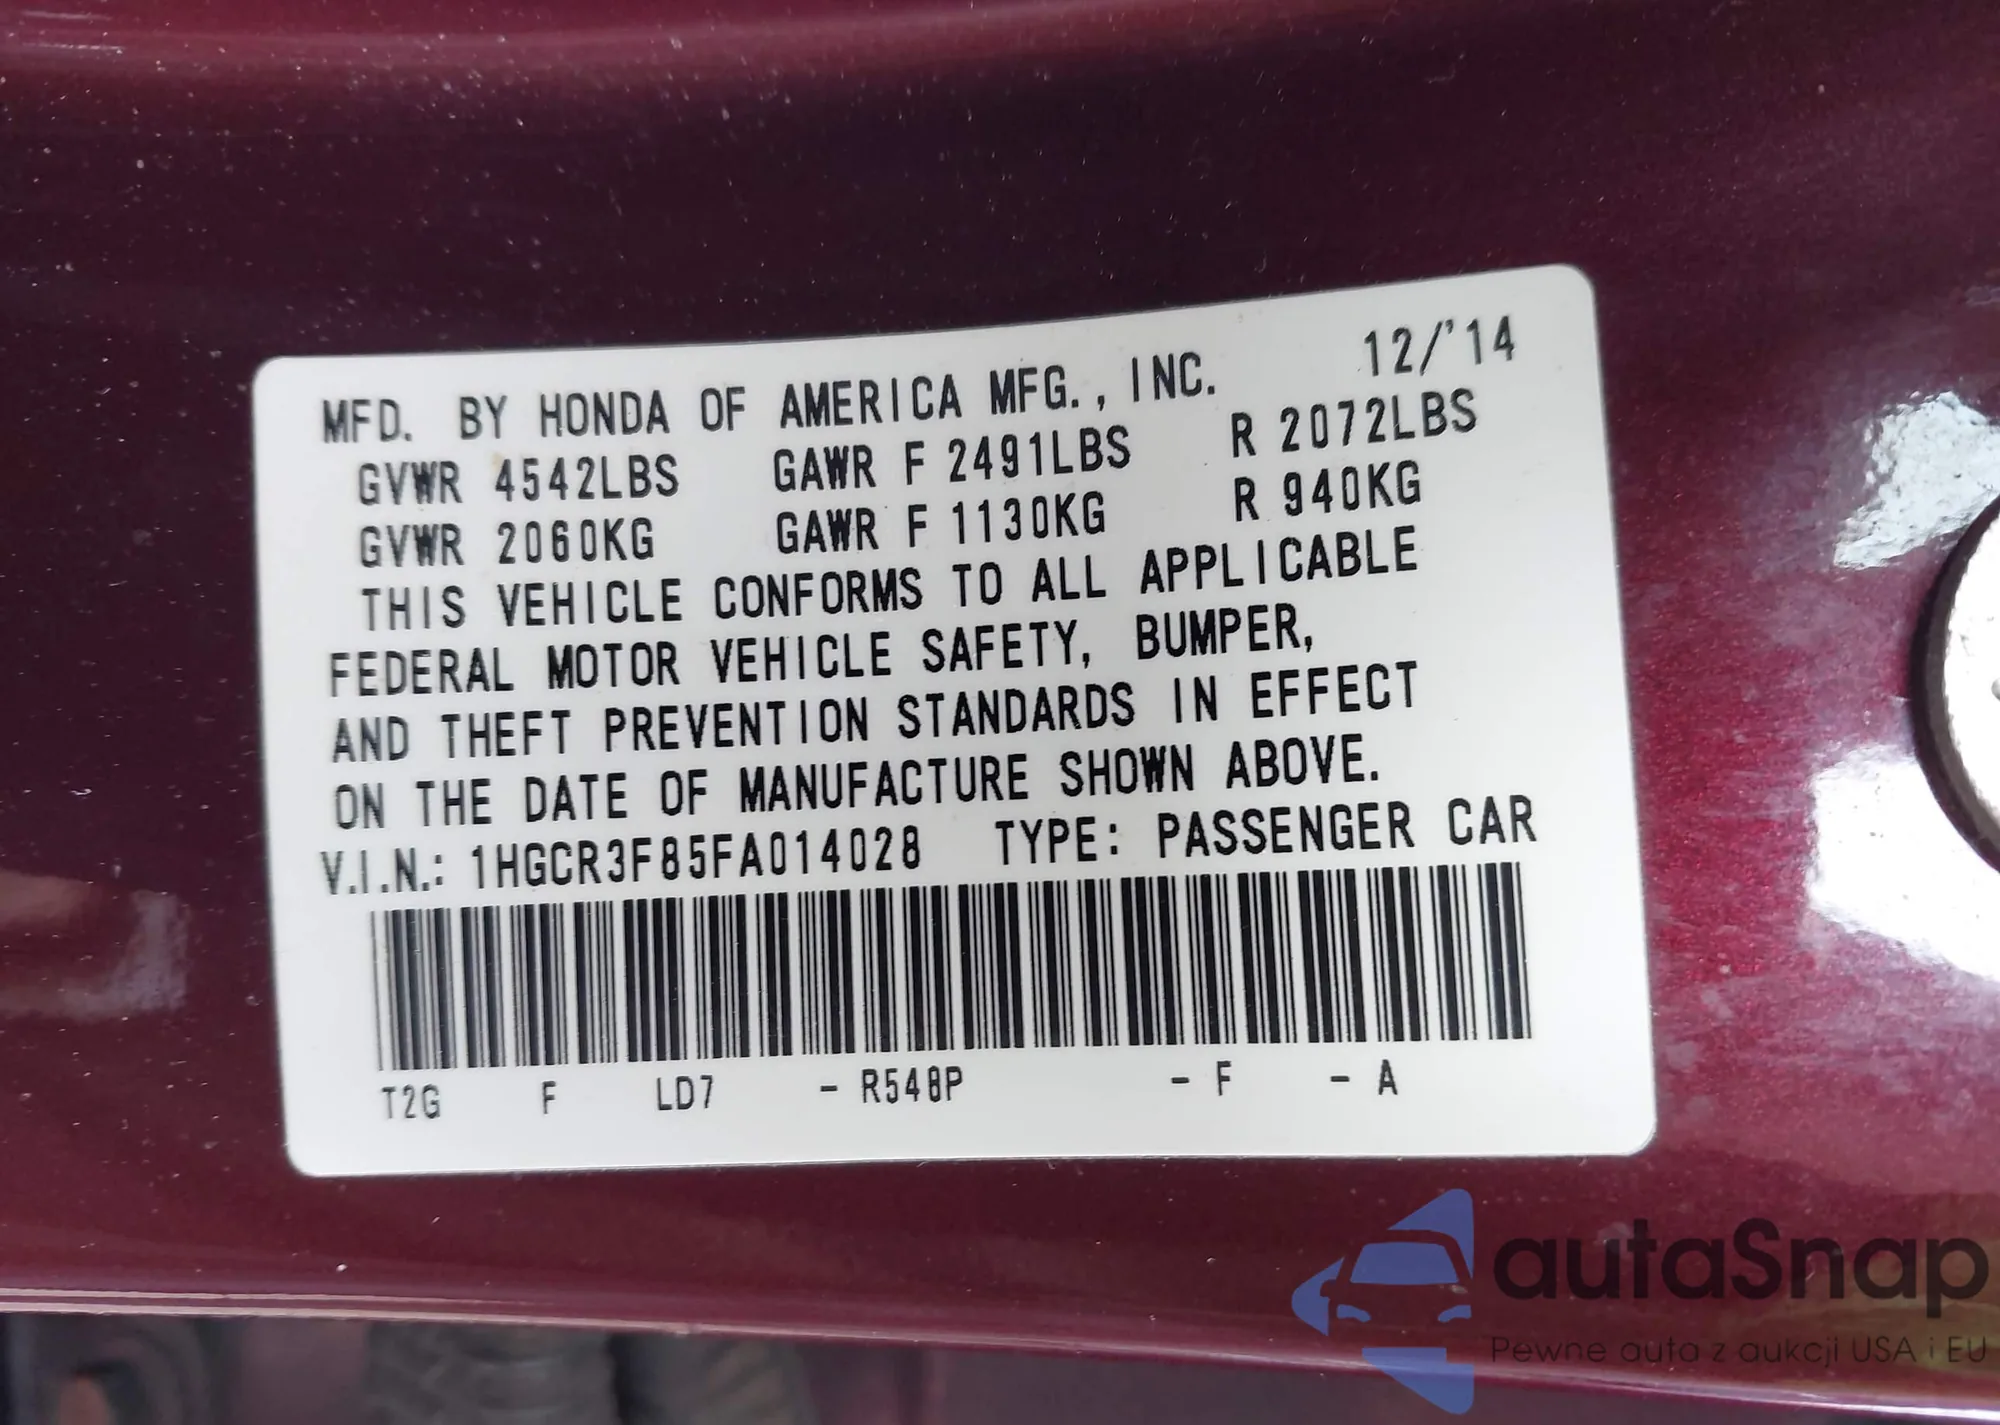 MFD. BY HONDA OF AMERICA MFG., INC. 12/'14
GVWR 4542LBS GAWR F 2491LBS R 2072LBS
GVWR 2060KG GAWR F 1130KG R 940KG
THIS VEHICLE CONFORMS TO ALL APPLICABLE
FEDERAL MOTOR VEHICLE SAFETY, BUMPER,
AND THEFT PREVENTION STANDARDS IN EFFECT
ON THE DATE OF MANUFACTURE SHOWN ABOVE.
V.I.N.: 1HGCR3F85FA014028 TYPE: PASSENGER CAR
T2G F LD7 - R548P - F - A
autaSnap
Pewne auta z aukcji USA i EU